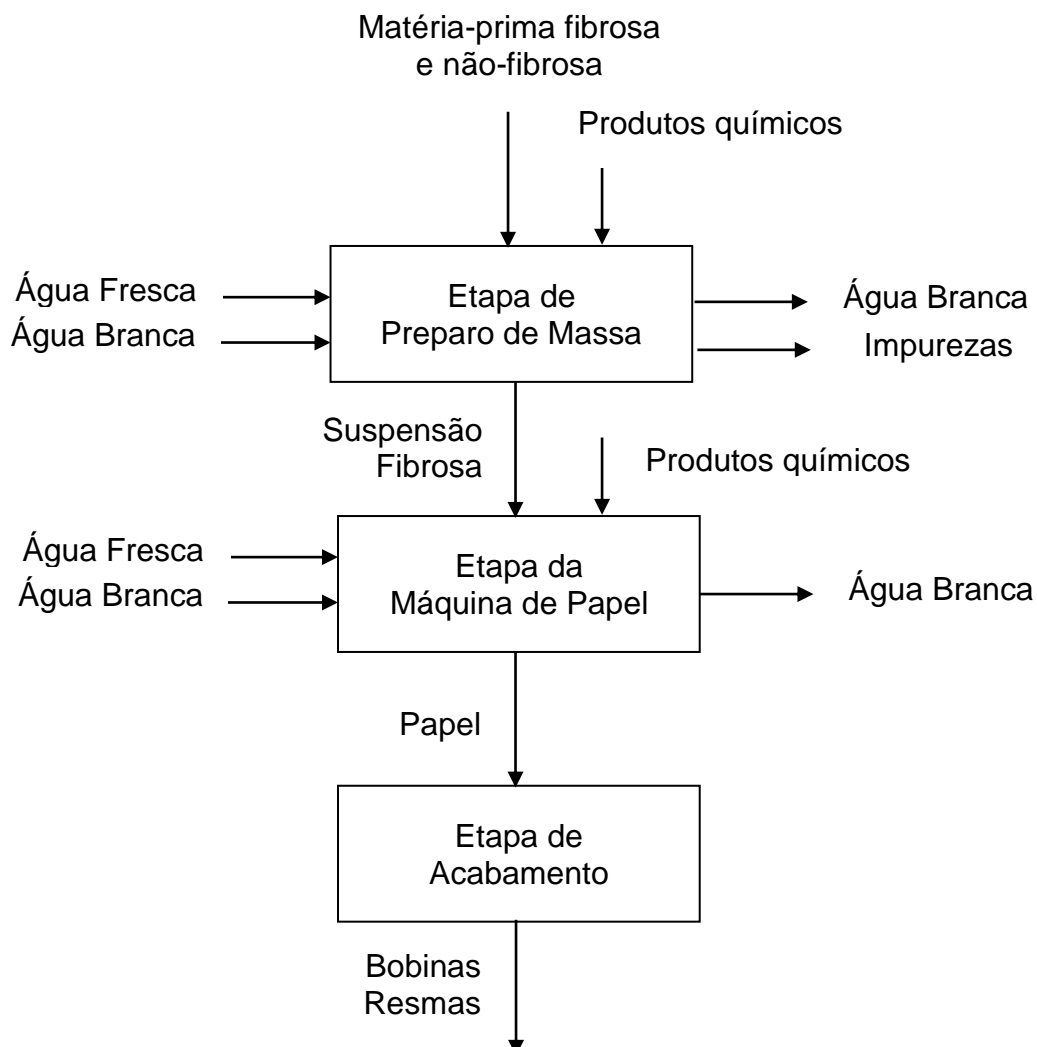 Matéria-prima fibrosa
e não-fibrosa
Produtos químicos
Água Fresca
Água Branca
Etapa de
Preparo de Massa
Água Branca
Impurezas
Suspensão
Fibrosa
Produtos químicos
Água Fresca
Água Branca
Etapa da
Máquina de Papel
Água Branca
Papel
Etapa de
Acabamento
Bobinas
Resmas